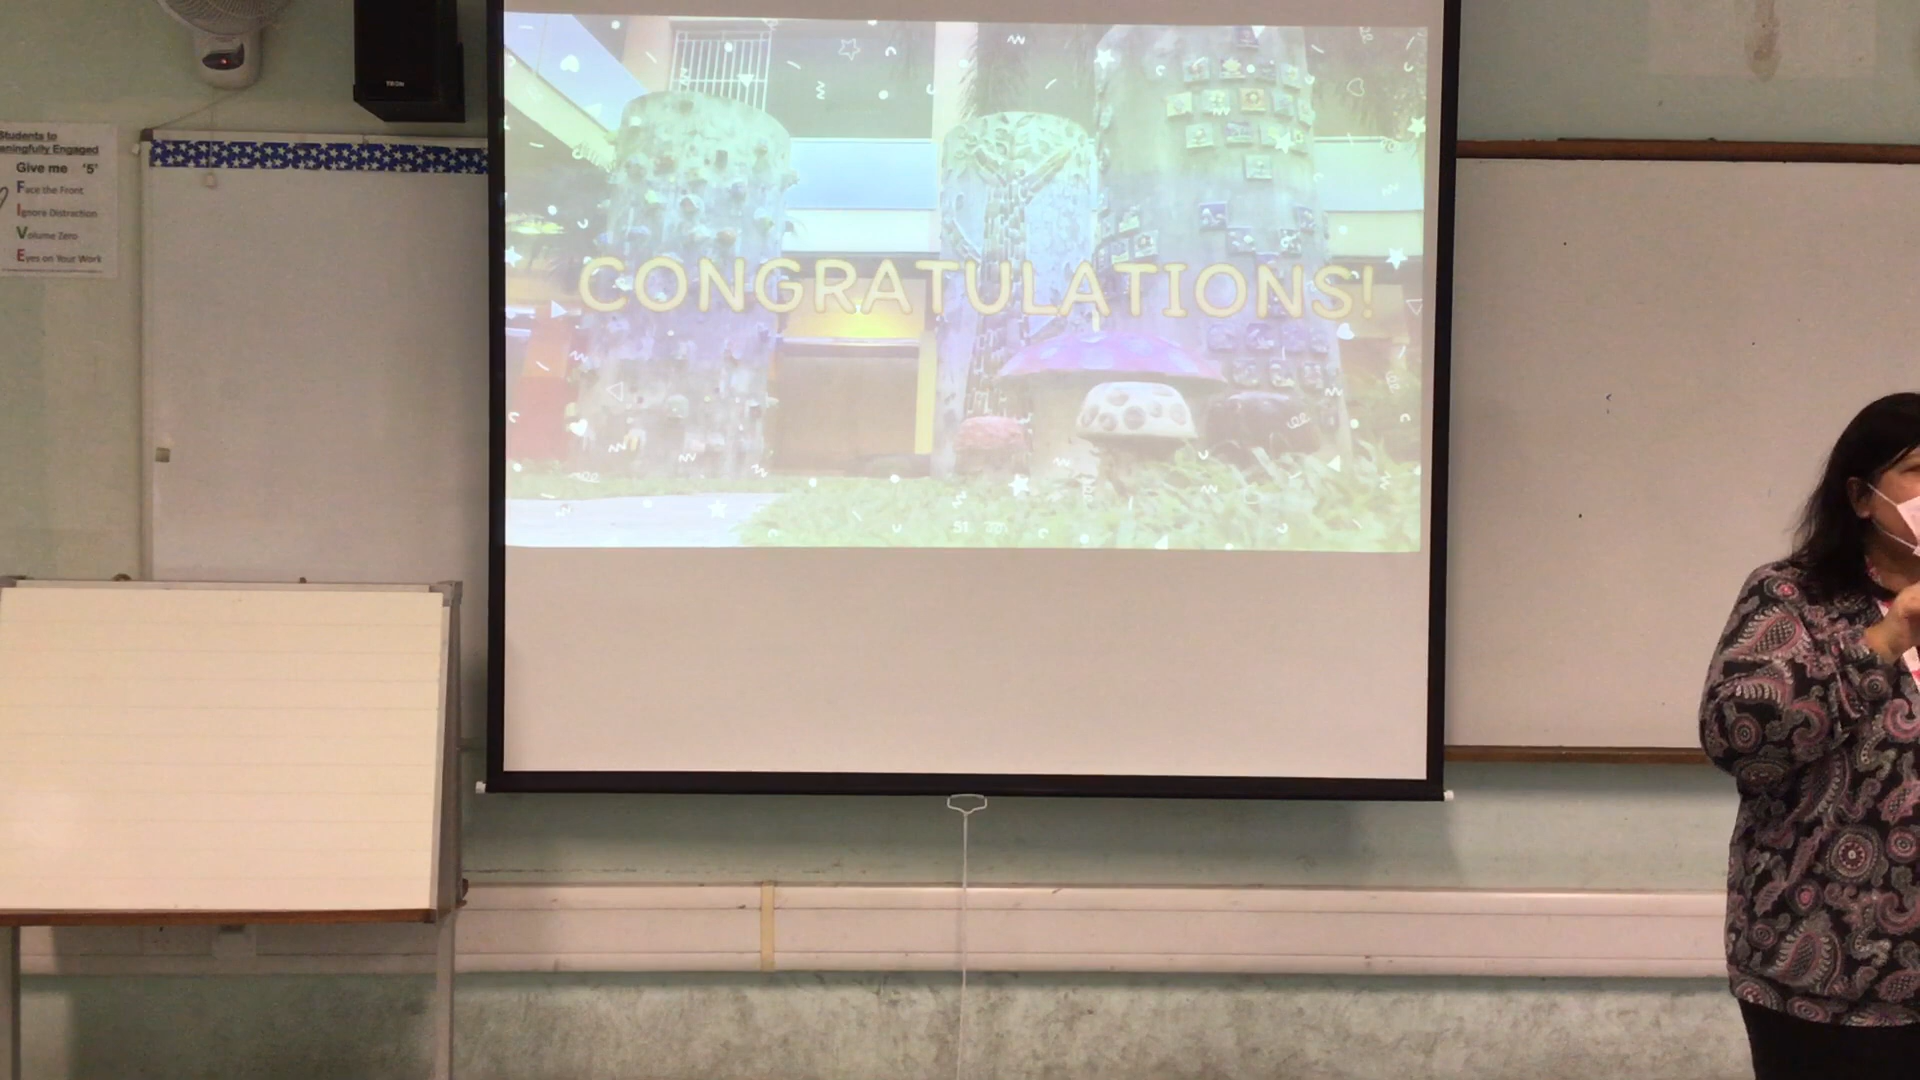 Students to
aningfully Engaged
Give me '5'
Face the Front
Ignore Distraction
Volume Zero
Eyes on Your Work
TRON
CONGRATULATIONS!